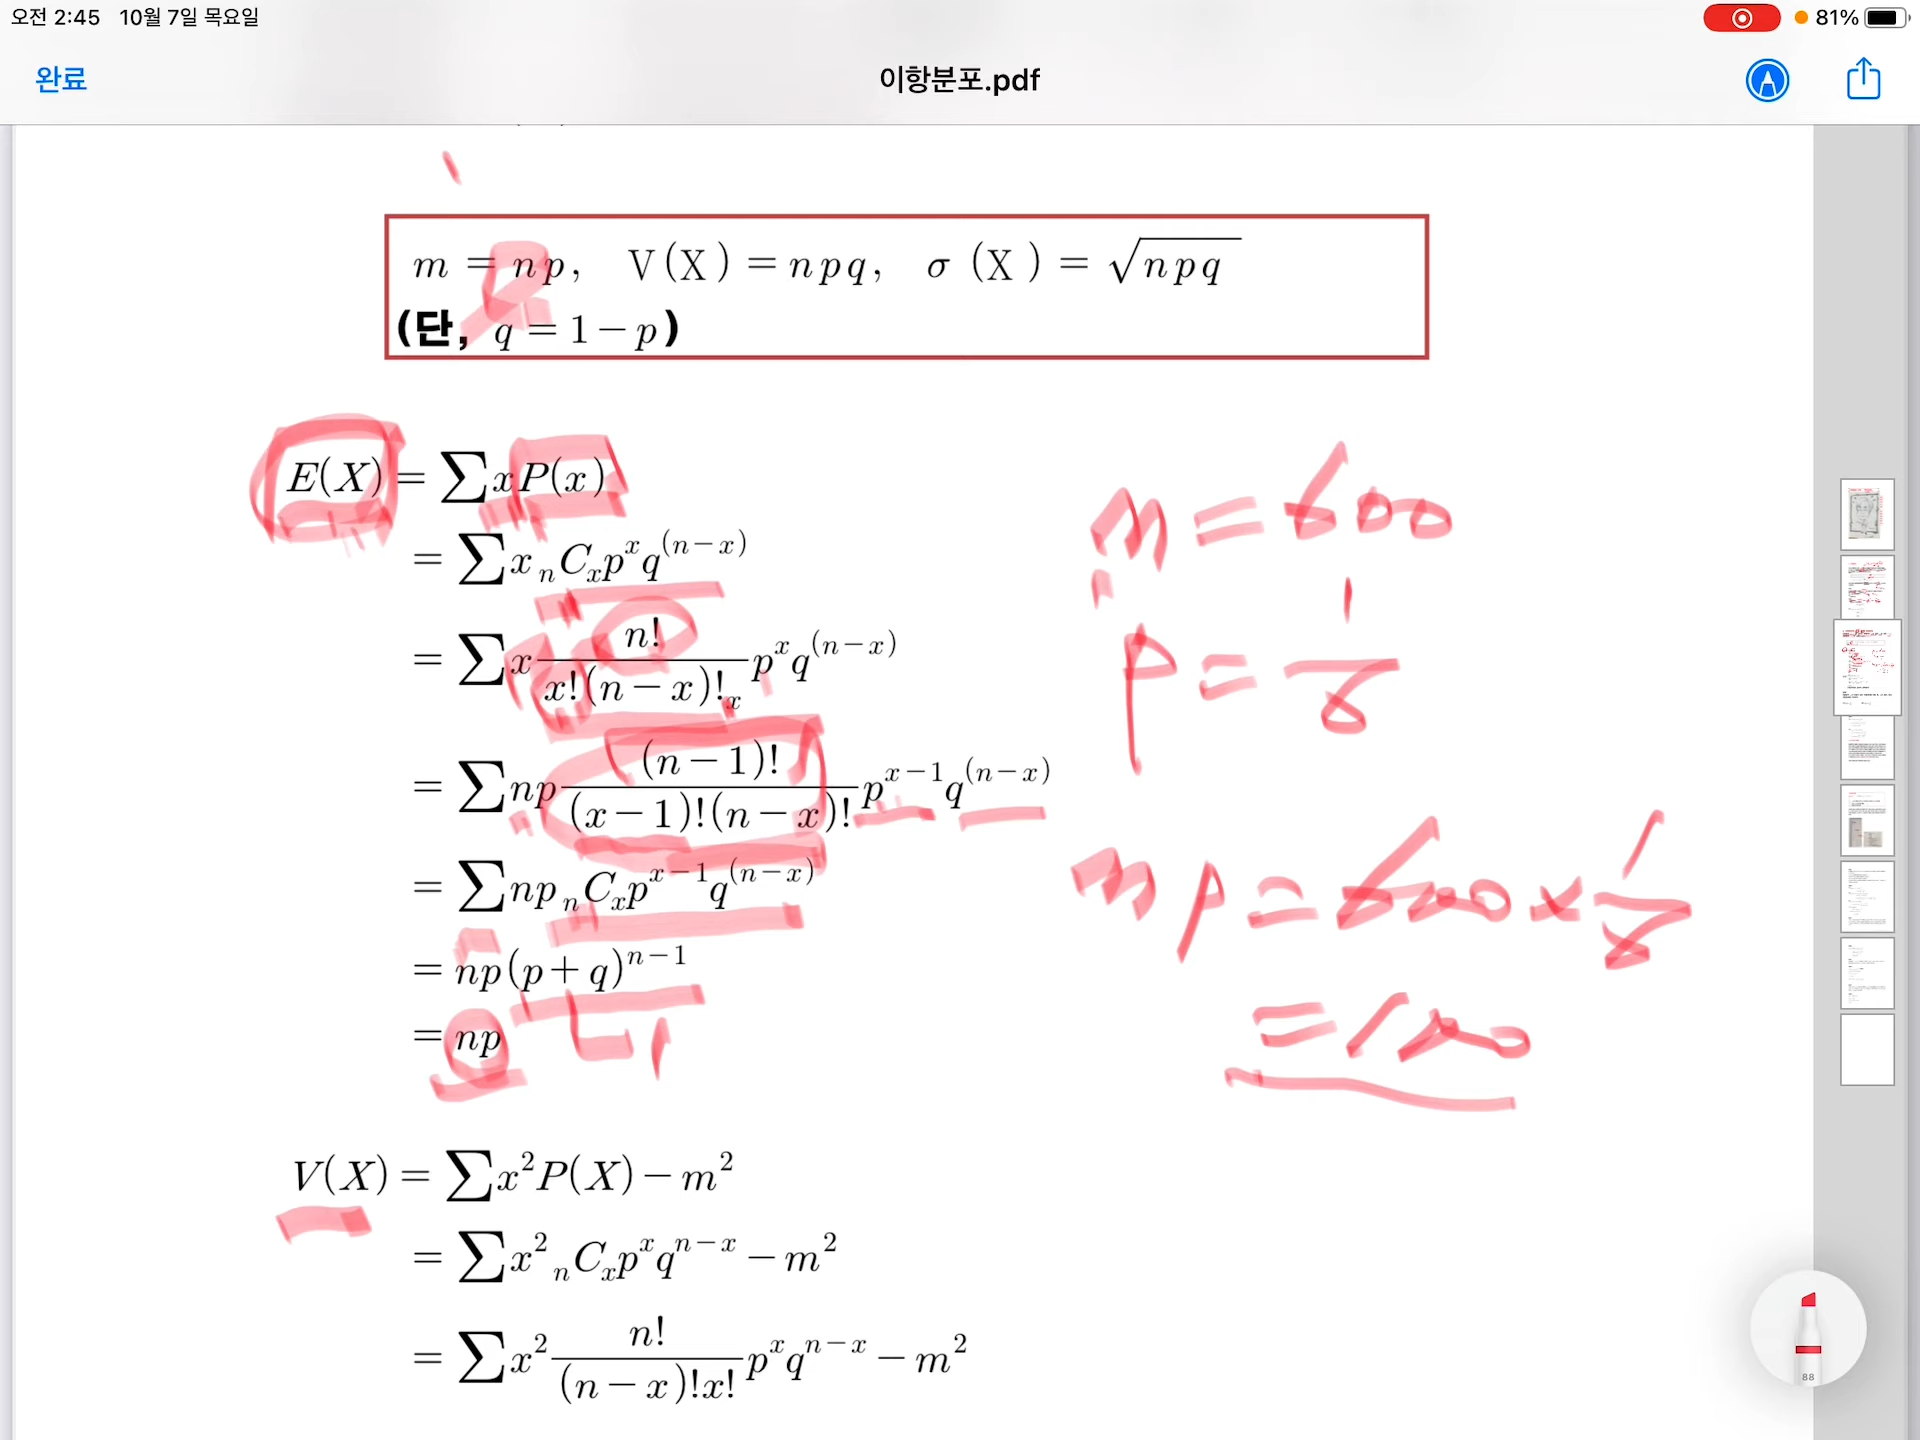 오전 2:45 10월 7일 목요일
81%
완료
이항분포.pdf
m = np, V(X) = npq, σ(X) = √npq
(단, q = 1 − p)
E(X) = ∑xP(x)
= ∑x ₙCₓpˣq⁽ⁿ⁻ˣ⁾
= ∑x n!/x!(n−x)!ₓ pˣq⁽ⁿ⁻ˣ⁾
= ∑np (n−1)!/(x−1)!(n−x)! pˣ⁻¹q⁽ⁿ⁻ˣ⁾
= ∑np ₙCₓpˣ⁻¹q⁽ⁿ⁻ˣ⁾
= np(p+q)ⁿ⁻¹
= np
m = 600
p = 1/6
mp = 600 × 1/6
= 100
V(X) = ∑x²P(X) − m²
= ∑x² ₙCₓpˣqⁿ⁻ˣ − m²
= ∑x² n!/(n−x)!x! pˣqⁿ⁻ˣ − m²
88